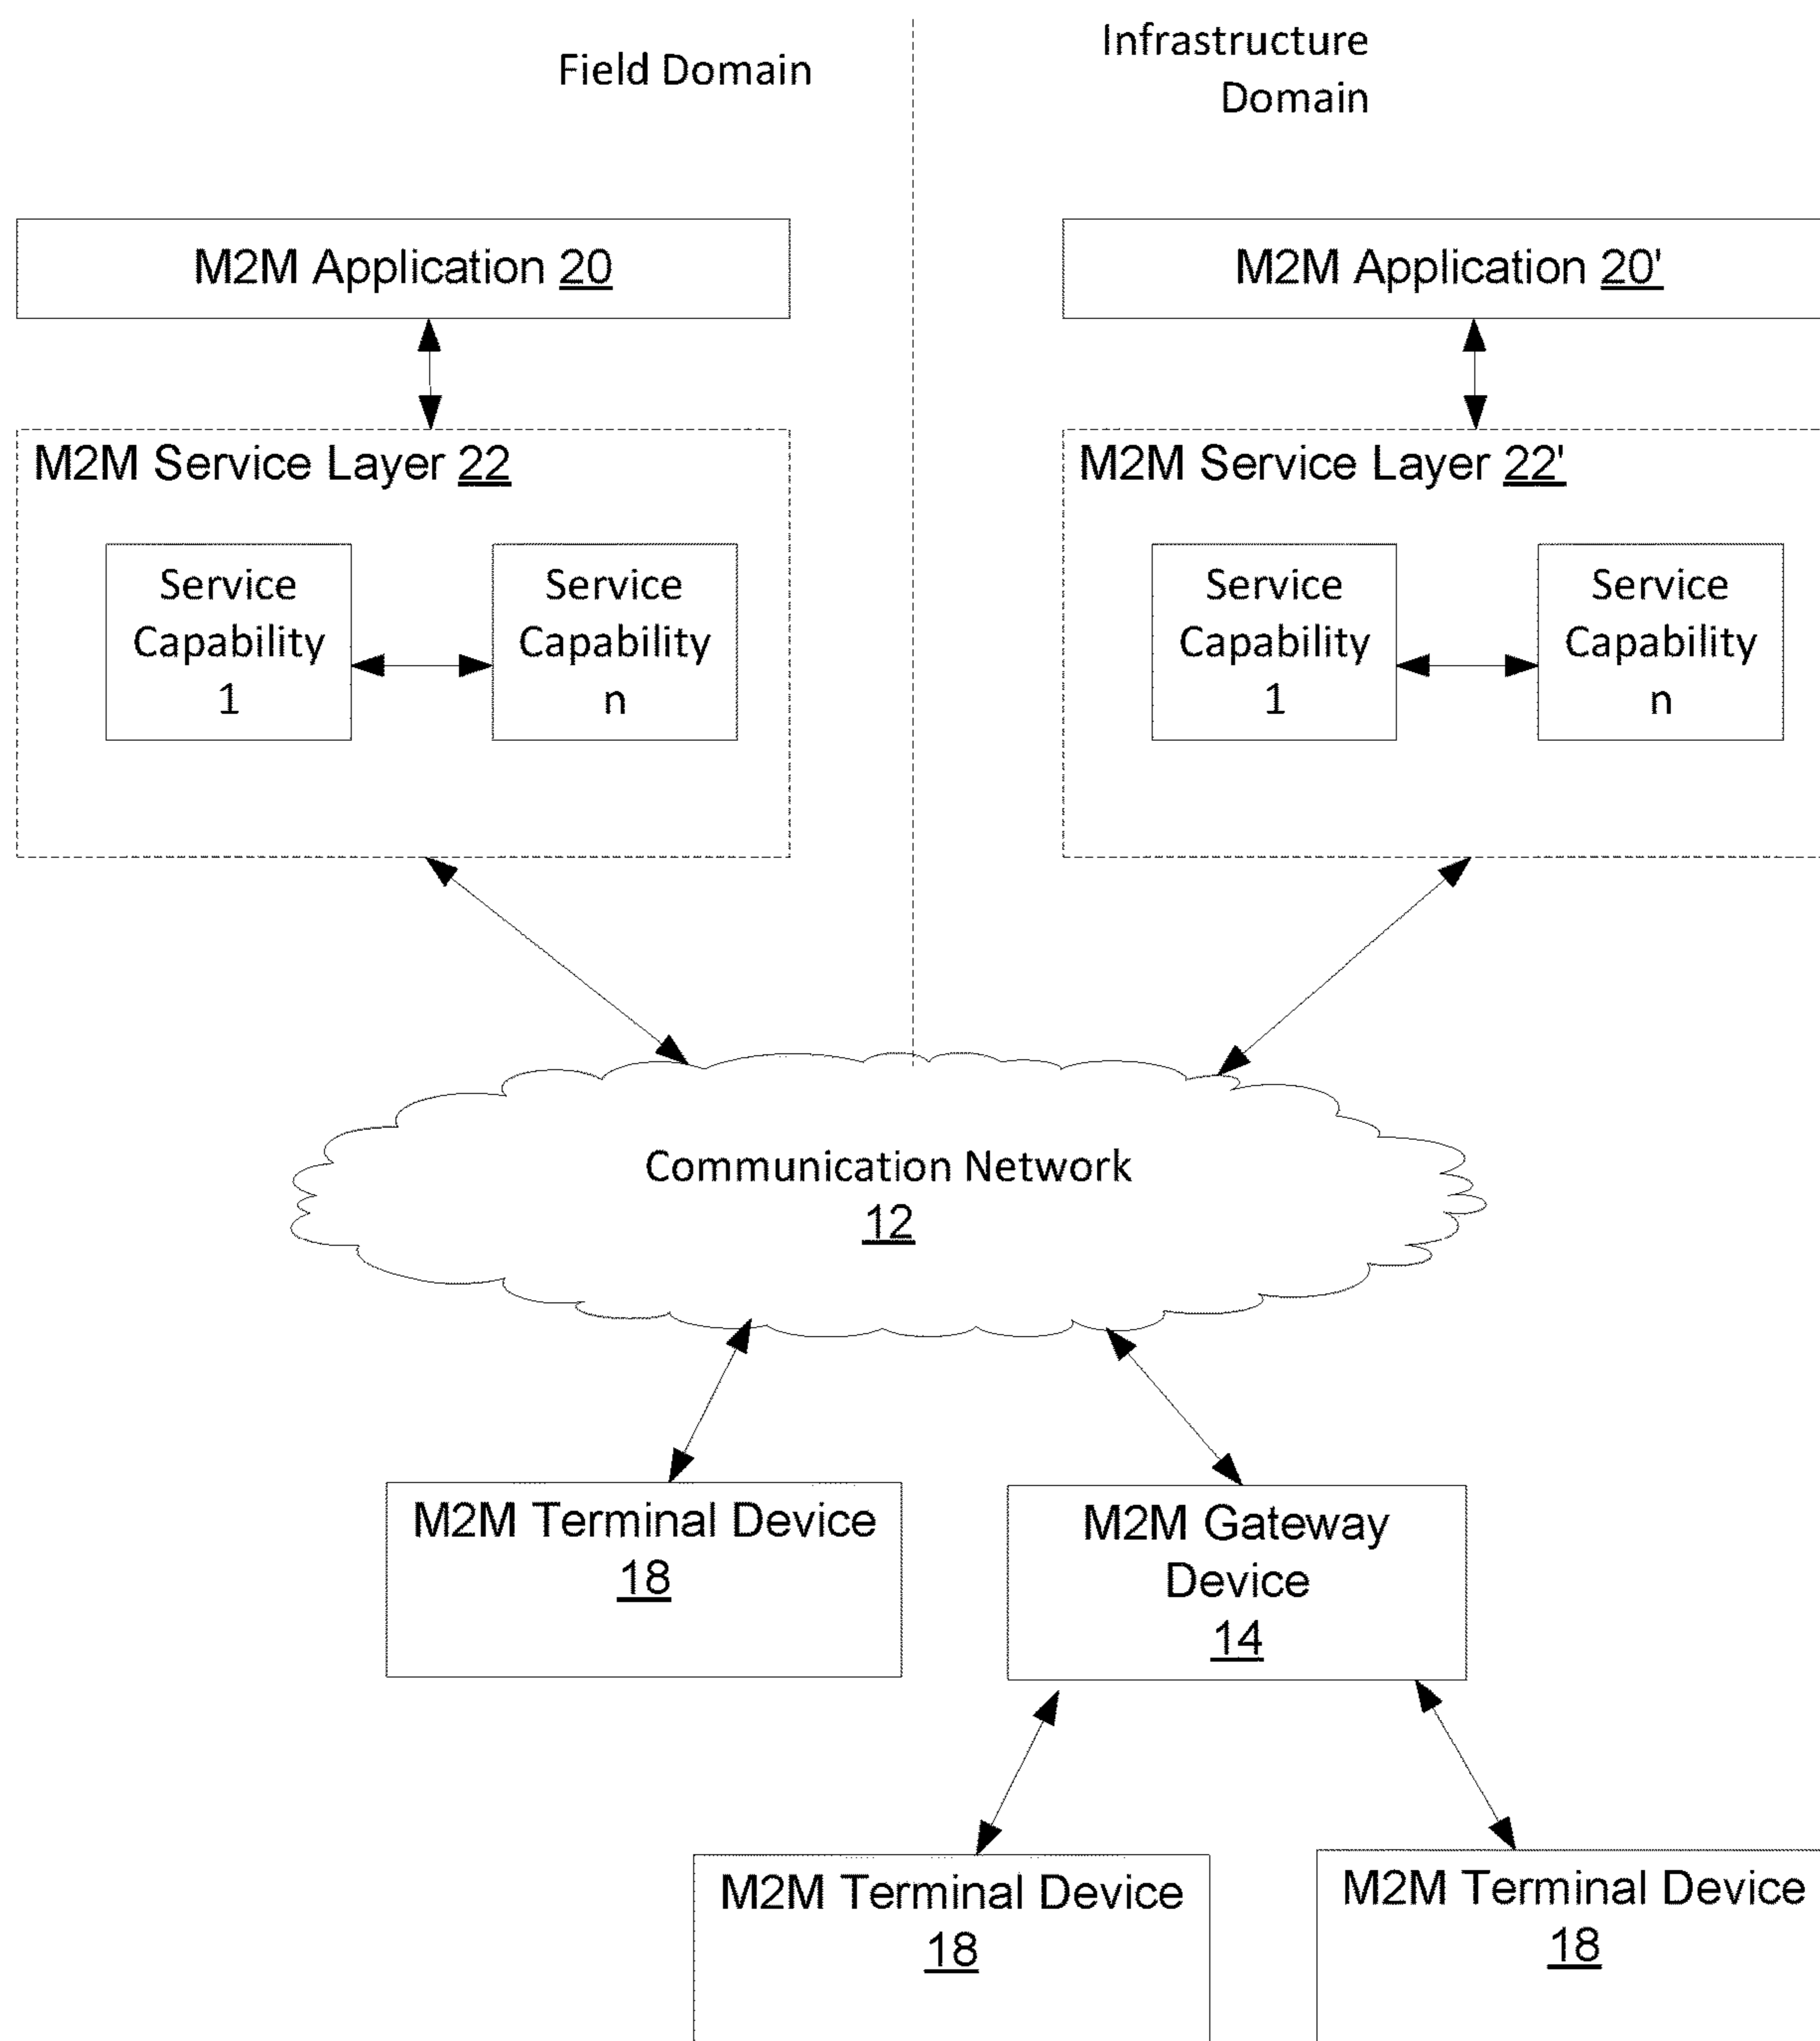 Field Domain
Infrastructure
Domain
M2M Application 20
M2M Application 20'
M2M Service Layer 22
Service
Capability
1
Service
Capability
n
M2M Service Layer 22'
Service
Capability
1
Service
Capability
n
Communication Network
12
M2M Terminal Device
18
M2M Gateway
Device
14
M2M Terminal Device
18
M2M Terminal Device
18